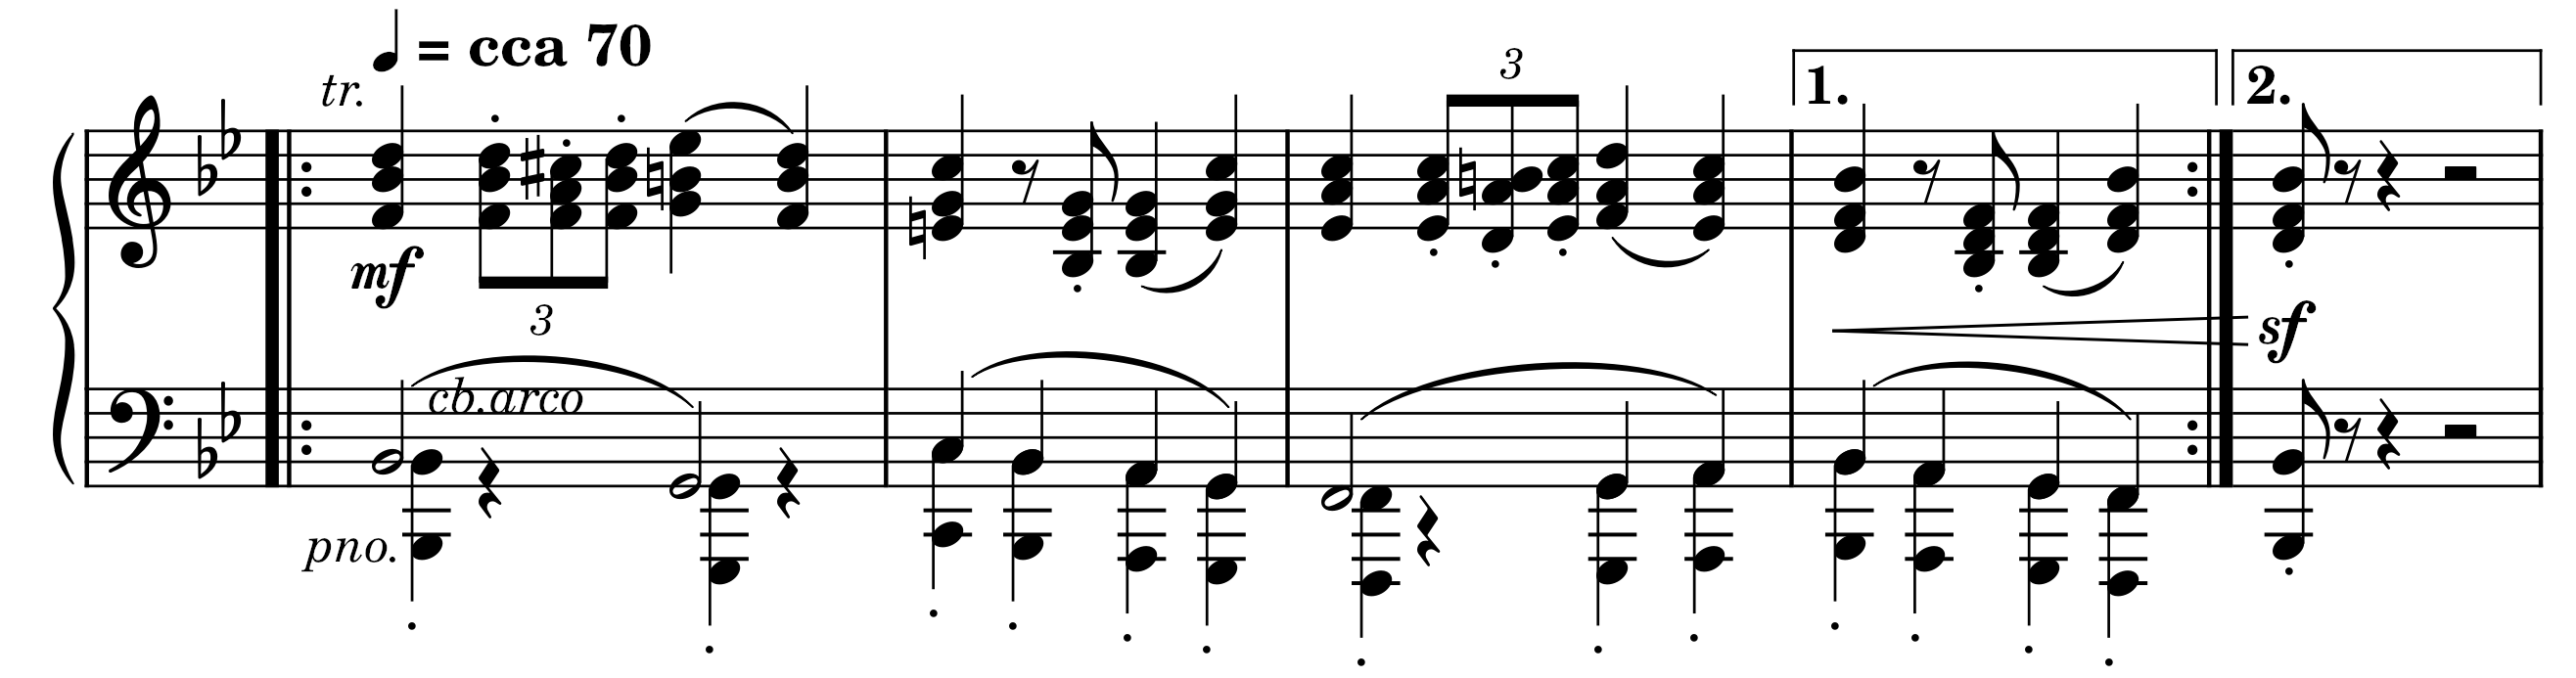 ♩ = cca 70
tr.
3
1.
2.
mf
3
sf
cb.arco
pno.